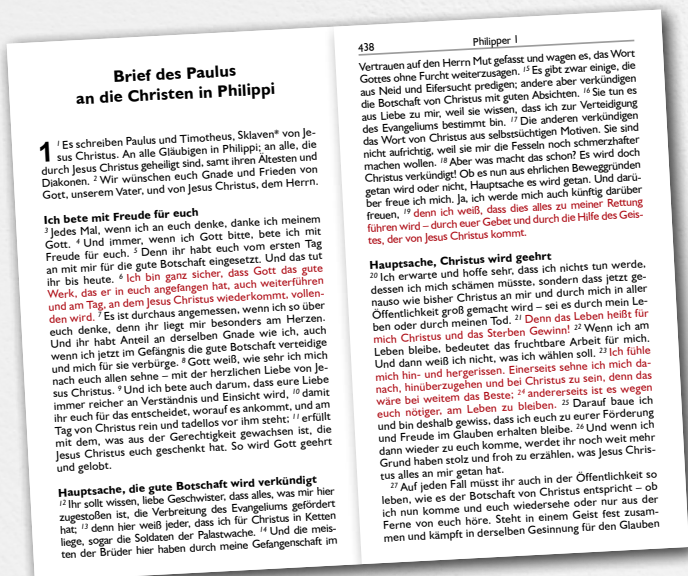 Brief des Paulus
an die Christen in Philippi
1 1 Es schreiben Paulus und Timotheus, Sklaven* von Je-
sus Christus. An alle Gläubigen in Philippi: an alle, die
durch Jesus Christus geheiligt sind, samt ihren Ältesten und
Diakonen. 2 Wir wünschen euch Gnade und Frieden von
Gott, unserem Vater, und von Jesus Christus, dem Herrn.
Ich bete mit Freude für euch
3 Jedes Mal, wenn ich an euch denke, danke ich meinem
Gott. 4 Und immer, wenn ich Gott bitte, bete ich mit
Freude für euch. 5 Denn ihr habt euch vom ersten Tag
an mit mir für die gute Botschaft eingesetzt. Und das tut
ihr bis heute. 6 Ich bin ganz sicher, dass Gott das gute
Werk, das er in euch angefangen hat, auch weiterführen
und am Tag, an dem Jesus Christus wiederkommt, vollen-
den wird. 7 Es ist durchaus angemessen, wenn ich so über
euch denke, denn ihr liegt mir besonders am Herzen.
Und ihr habt Anteil an derselben Gnade wie ich, auch
wenn ich jetzt im Gefängnis die gute Botschaft verteidige
und mich für sie verbürge. 8 Gott weiß, wie sehr ich mich
nach euch allen sehne – mit der herzlichen Liebe von Je-
sus Christus. 9 Und ich bete auch darum, dass eure Liebe
immer reicher an Verständnis und Einsicht wird, 10 damit
ihr euch für das entscheidet, worauf es ankommt, und am
Tag von Christus rein und tadellos vor ihm steht; 11 erfüllt
mit dem, was aus der Gerechtigkeit gewachsen ist, die
Jesus Christus euch geschenkt hat. So wird Gott geehrt
und gelobt.
Hauptsache, die gute Botschaft wird verkündigt
12 Ihr sollt wissen, liebe Geschwister, dass alles, was mir hier
zugestoßen ist, die Verbreitung des Evangeliums gefördert
hat; 13 denn hier weiß jeder, dass ich für Christus in Ketten
liege, sogar die Soldaten der Palastwache. 14 Und die meis-
ten der Brüder hier haben durch meine Gefangenschaft im
438
Philipper 1
Vertrauen auf den Herrn Mut gefasst und wagen es, das Wort
Gottes ohne Furcht weiterzusagen. 15 Es gibt zwar einige, die
aus Neid und Eifersucht predigen; andere aber verkündigen
die Botschaft von Christus mit guten Absichten. 16 Sie tun es
aus Liebe zu mir, weil sie wissen, dass ich zur Verteidigung
des Evangeliums bestimmt bin. 17 Die anderen verkündigen
das Wort von Christus aus selbstsüchtigen Motiven. Sie sind
nicht aufrichtig, weil sie mir die Fesseln noch schmerzhafter
machen wollen. 18 Aber was macht das schon? Es wird doch
Christus verkündigt! Ob es nun aus ehrlichen Beweggründen
getan wird oder nicht, Hauptsache es wird getan. Und darü-
ber freue ich mich. Ja, ich werde mich auch künftig darüber
freuen, 19 denn ich weiß, dass dies alles zu meiner Rettung
führen wird – durch euer Gebet und durch die Hilfe des Geis-
tes, der von Jesus Christus kommt.
Hauptsache, Christus wird geehrt
20 Ich erwarte und hoffe sehr, dass ich nichts tun werde,
dessen ich mich schämen müsste, sondern dass jetzt ge-
nauso wie bisher Christus an mir und durch mich in aller
Öffentlichkeit groß gemacht wird – sei es durch mein Le-
ben oder durch meinen Tod. 21 Denn das Leben heißt für
mich Christus und das Sterben Gewinn! 22 Wenn ich am
Leben bleibe, bedeutet das fruchtbare Arbeit für mich.
Und dann weiß ich nicht, was ich wählen soll. 23 Ich fühle
mich hin- und hergerissen. Einerseits sehne ich mich da-
nach, hinüberzugehen und bei Christus zu sein, denn das
wäre bei weitem das Beste; 24 andererseits ist es wegen
euch nötiger, am Leben zu bleiben. 25 Darauf baue ich
und bin deshalb gewiss, dass ich euch zu eurer Förderung
und Freude im Glauben erhalten bleibe. 26 Und wenn ich
dann wieder zu euch komme, werdet ihr noch weit mehr
Grund haben stolz und froh zu erzählen, was Jesus Chris-
tus alles an mir getan hat.
27 Auf jeden Fall müsst ihr auch in der Öffentlichkeit so
leben, wie es der Botschaft von Christus entspricht – ob
ich nun komme und euch wiedersehe oder nur aus der
Ferne von euch höre. Steht in einem Geist fest zusam-
men und kämpft in derselben Gesinnung für den Glauben